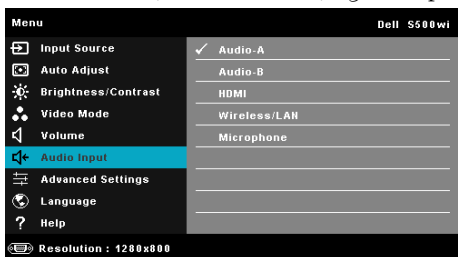 Menu Dell S500wi
Input Source
Auto Adjust
Brightness/Contrast
Video Mode
Volume
Audio Input
Advanced Settings
Language
Help
✓ Audio-A
Audio-B
HDMI
Wireless/LAN
Microphone
Resolution : 1280x800